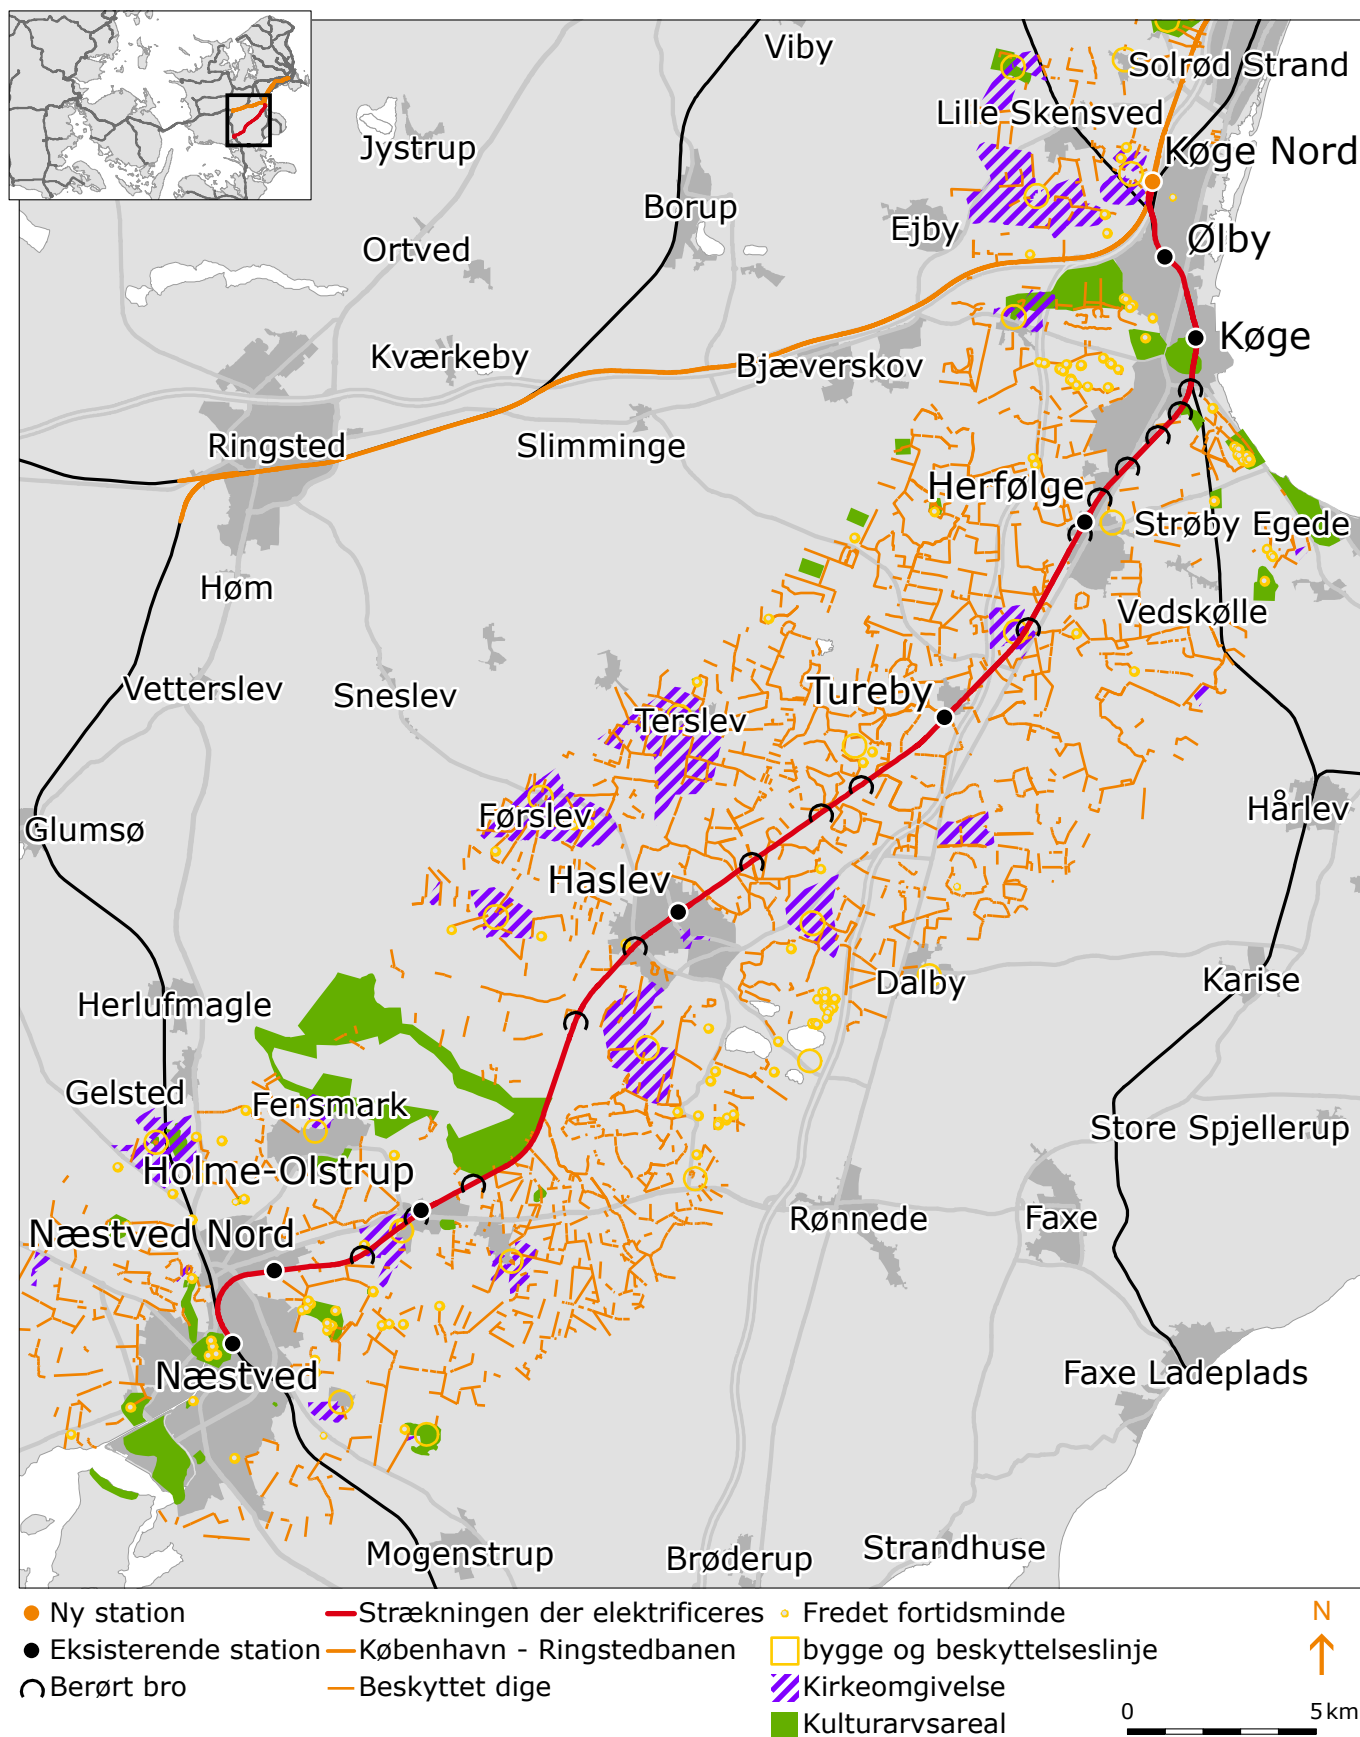 Viby
Solrød Strand
Lille Skensved
Jystrup
Køge Nord
Borup
Ejby
Ølby
Ortved
Køge
Kværkeby
Bjæverskov
Ringsted
Slimminge
Herfølge
Strøby Egede
Høm
Vedskølle
Vetterslev
Sneslev
Tureby
Terslev
Hårlev
Glumsø
Førslev
Haslev
Dalby
Karise
Herlufmagle
Gelsted
Fensmark
Store Spjellerup
Holme-Olstrup
Rønnede
Faxe
Næstved Nord
Næstved
Faxe Ladeplads
Mogenstrup
Brøderup
Strandhuse
Ny station
Strækningen der elektrificeres
Fredet fortidsminde
N
Eksisterende station
København - Ringstedbanen
bygge og beskyttelseslinje
Berørt bro
Beskyttet dige
Kirkeomgivelse
0 5 km
Kulturarvsareal